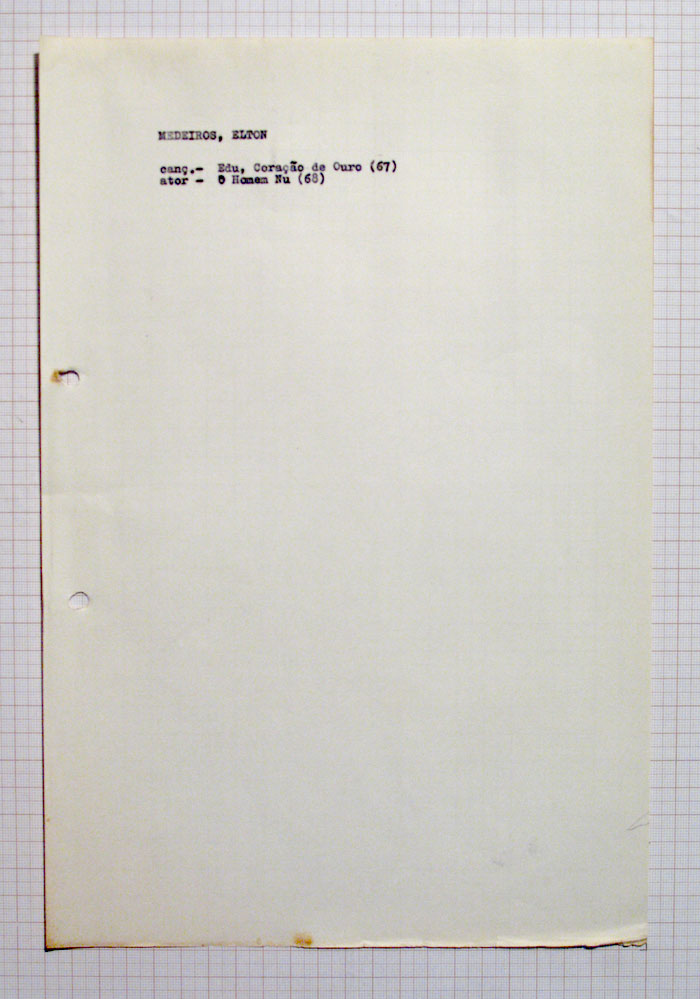 MEDEIROS, ELTON
canç.- Edu, Coração de Ouro (67)
ator - O Homem Nu (68)